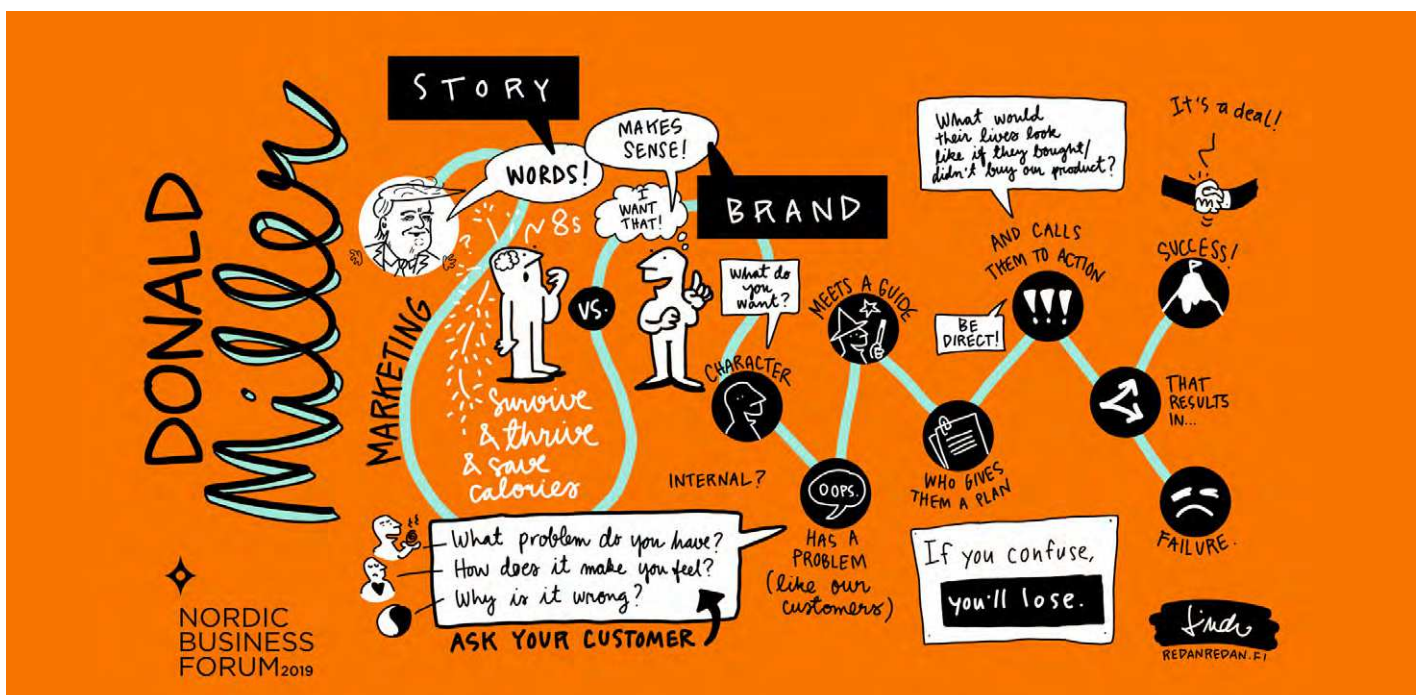 DONALD
Miller
NORDIC
BUSINESS
FORUM 2019
STORY
WORDS!
MARKETING
?
~8s
Survive
& thrive
& save
calories
VS.
MAKES
SENSE!
I
WANT
THAT!
BRAND
What do
you
want?
CHARACTER
INTERNAL?
What problem do you have?
How does it make you feel?
Why is it wrong?
ASK YOUR CUSTOMER
OOPS.
HAS A
PROBLEM
(like our
customers)
MEETS A GUIDE
WHO GIVES
THEM A PLAN
BE
DIRECT!
What would
their lives look
like if they bought/
didn't buy our product?
AND CALLS
THEM TO ACTION
!!!
THAT
RESULTS
IN...
It's a deal!
SUCCESS!
FAILURE.
If you confuse,
you'll lose.
REDANREDAN.FI